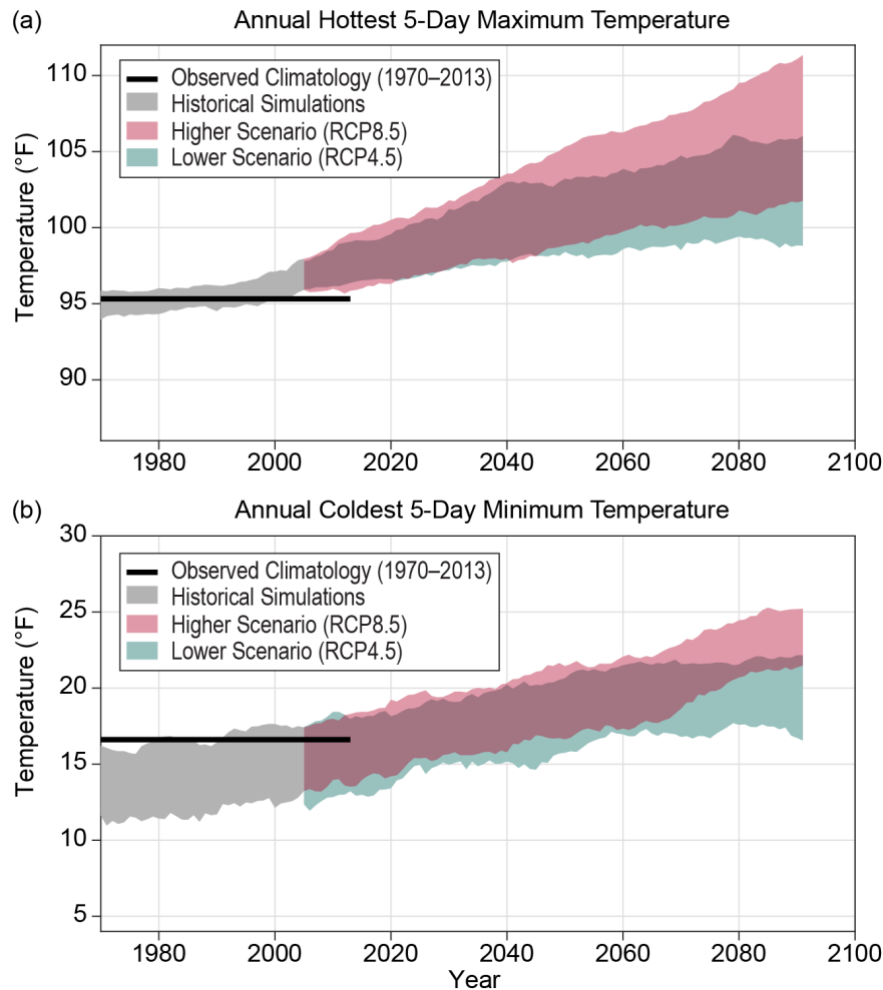 (a) Annual Hottest 5-Day Maximum Temperature
Observed Climatology (1970–2013)
Historical Simulations
Higher Scenario (RCP8.5)
Lower Scenario (RCP4.5)
Temperature (°F)
110
105
100
95
90
1980 2000 2020 2040 2060 2080 2100
(b) Annual Coldest 5-Day Minimum Temperature
Observed Climatology (1970–2013)
Historical Simulations
Higher Scenario (RCP8.5)
Lower Scenario (RCP4.5)
Temperature (°F)
30
25
20
15
10
5
1980 2000 2020 2040 2060 2080 2100
Year